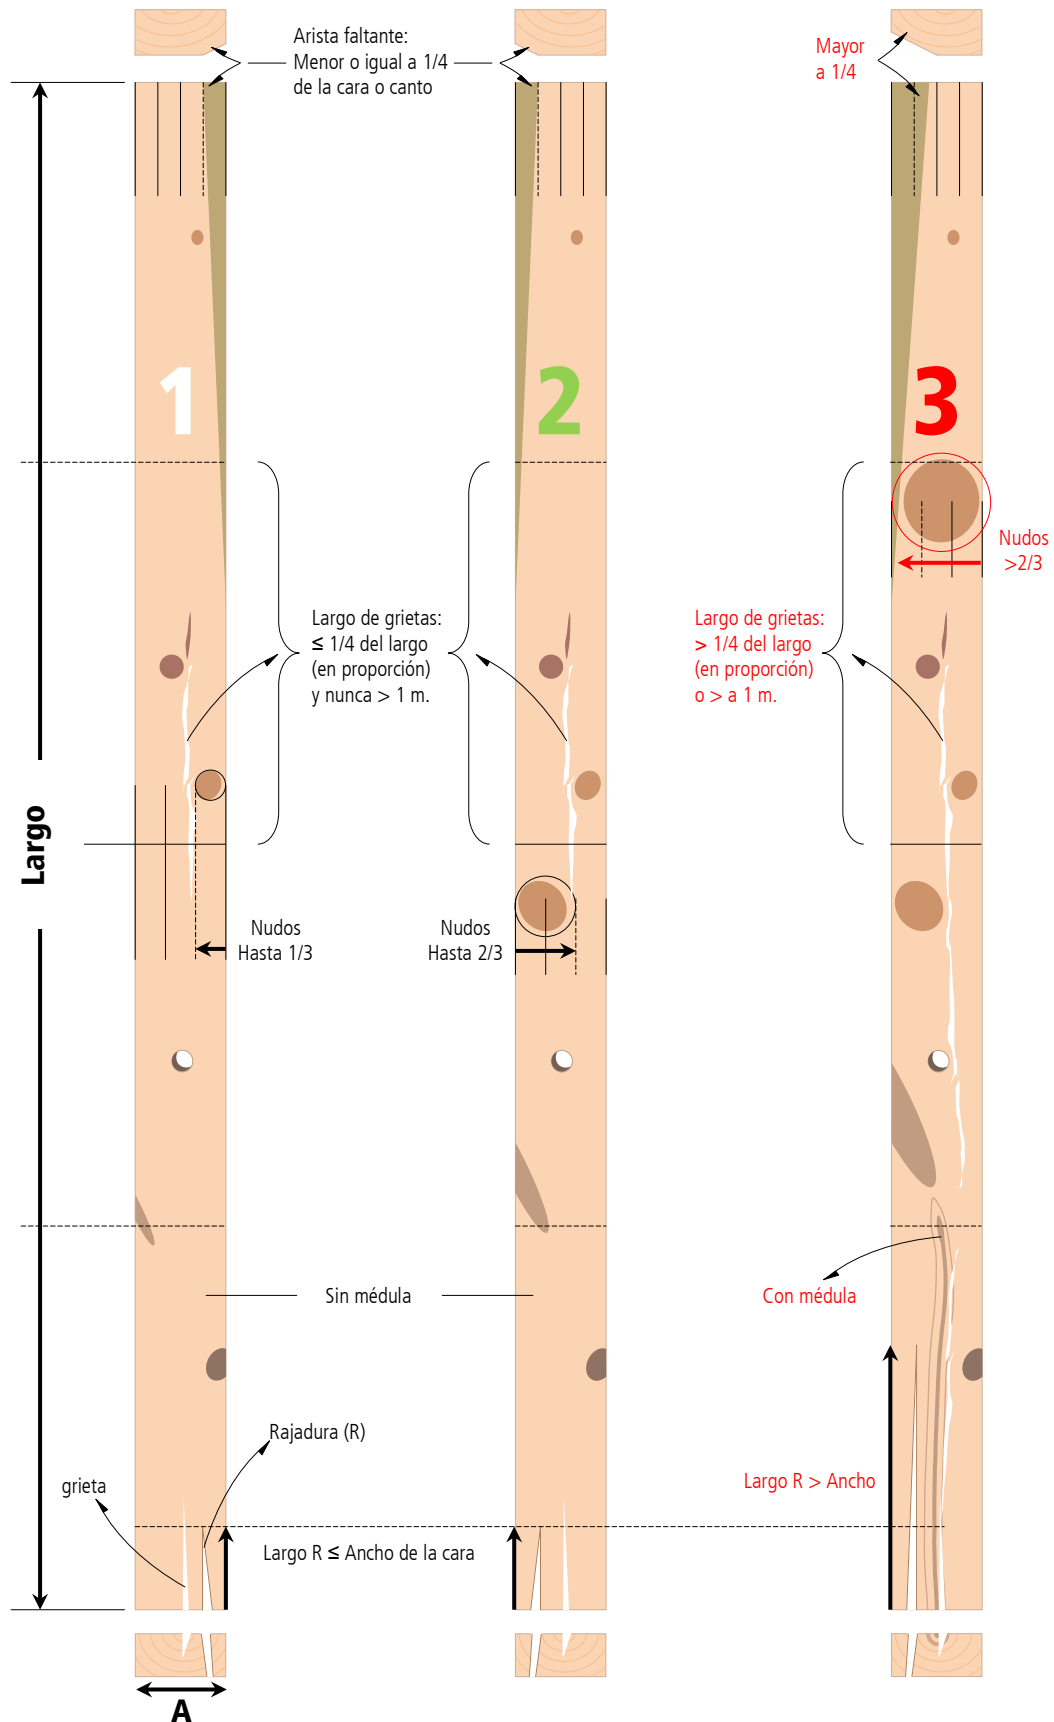 Arista faltante:
Menor o igual a 1/4
de la cara o canto
Mayor
a 1/4
1
2
3
Nudos
>2/3
Largo de grietas:
≤ 1/4 del largo
(en proporción)
y nunca > 1 m.
Largo de grietas:
> 1/4 del largo
(en proporción)
o > a 1 m.
Largo
Nudos
Hasta 1/3
Nudos
Hasta 2/3
Sin médula
Con médula
Rajadura (R)
grieta
Largo R > Ancho
Largo R ≤ Ancho de la cara
A